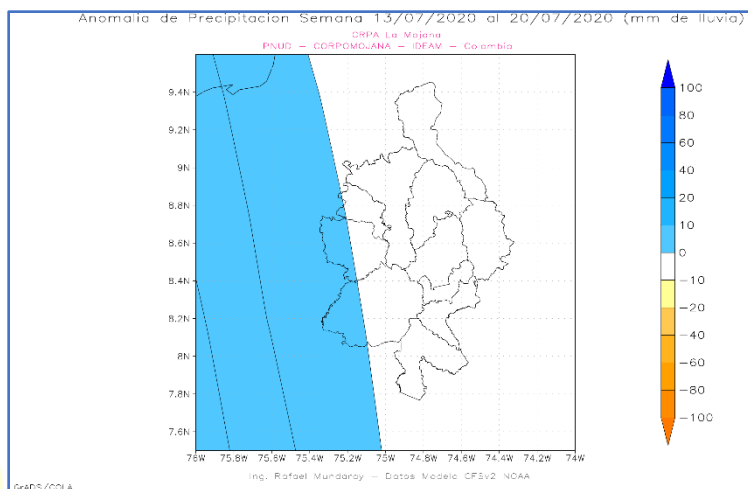 Anomalia de Precipitacion Semana 13/07/2020 al 20/07/2020 (mm de lluvia)
CRPA La Mojana
PNUD – CORPOMOJANA – IDEAM – Colombia
9.4N
9.2N
9N
8.8N
8.6N
8.4N
8.2N
8N
7.8N
7.6N
76W 75.8W 75.6W 75.4W 75.2W 75W 74.8W 74.6W 74.4W 74.2W 74W
100
80
60
40
20
10
0
−10
−20
−40
−60
−80
−100
Ing. Rafael Mundaray – Datos Modelo CFSv2 NOAA
GrADS/COLA